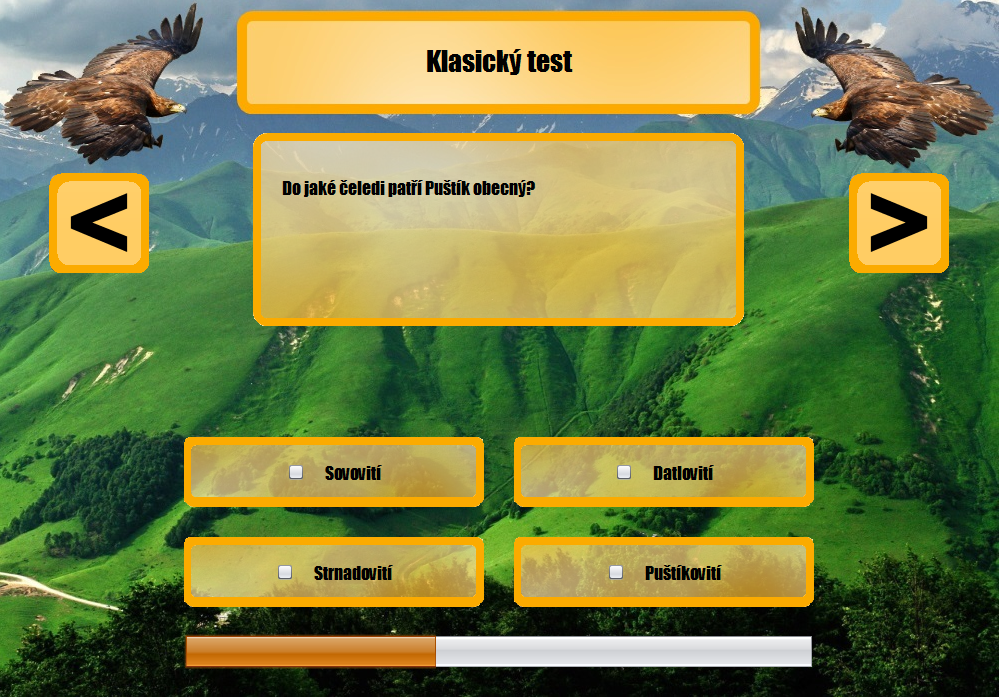 Klasický test
Do jaké čeledi patří Puštík obecný?
<
>
Sovovití
Datlovití
Strnadovití
Puštíkovití